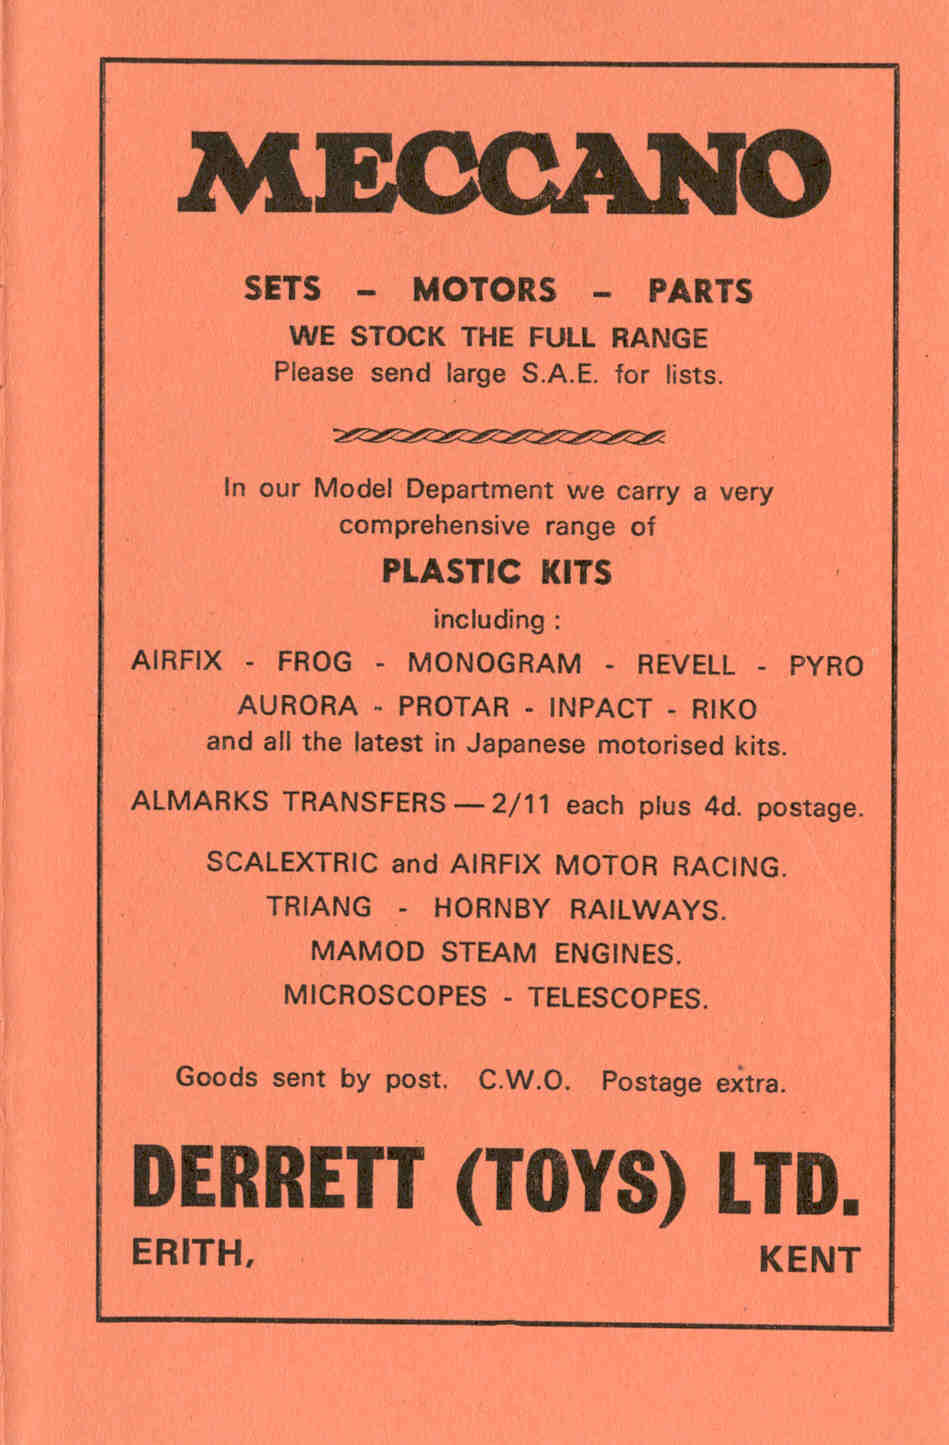 MECCANO
SETS - MOTORS - PARTS
WE STOCK THE FULL RANGE
Please send large S.A.E. for lists.
In our Model Department we carry a very
comprehensive range of
PLASTIC KITS
including :
AIRFIX - FROG - MONOGRAM - REVELL - PYRO
AURORA - PROTAR - INPACT - RIKO
and all the latest in Japanese motorised kits.
ALMARKS TRANSFERS — 2/11 each plus 4d. postage.
SCALEXTRIC and AIRFIX MOTOR RACING.
TRIANG - HORNBY RAILWAYS.
MAMOD STEAM ENGINES.
MICROSCOPES - TELESCOPES.
Goods sent by post. C.W.O. Postage extra.
DERRETT (TOYS) LTD.
ERITH, KENT